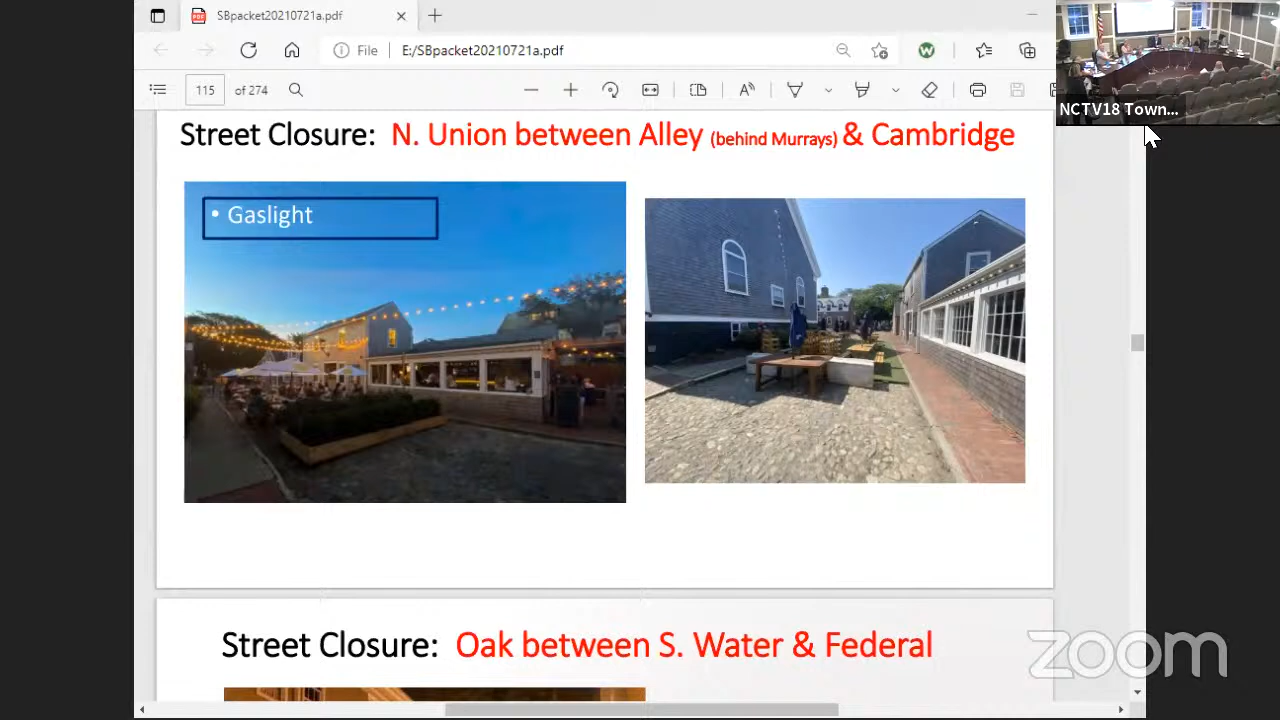 SBpacket20210721a.pdf
File E:/SBpacket20210721a.pdf
115 of 274
NCTV18 Town...
Street Closure: N. Union between Alley (behind Murrays) & Cambridge
• Gaslight
Street Closure: Oak between S. Water & Federal
zoom